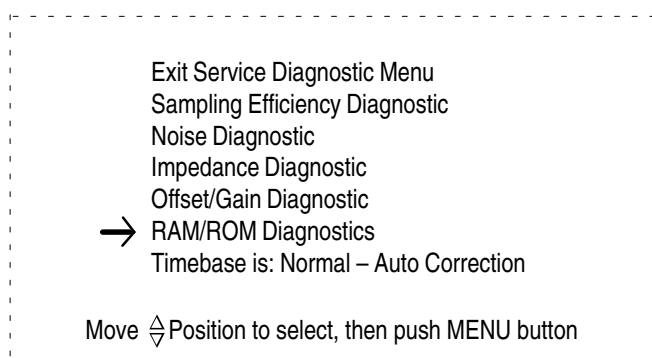 Exit Service Diagnostic Menu
Sampling Efficiency Diagnostic
Noise Diagnostic
Impedance Diagnostic
Offset/Gain Diagnostic
RAM/ROM Diagnostics
Timebase is: Normal – Auto Correction
Move Position to select, then push MENU button